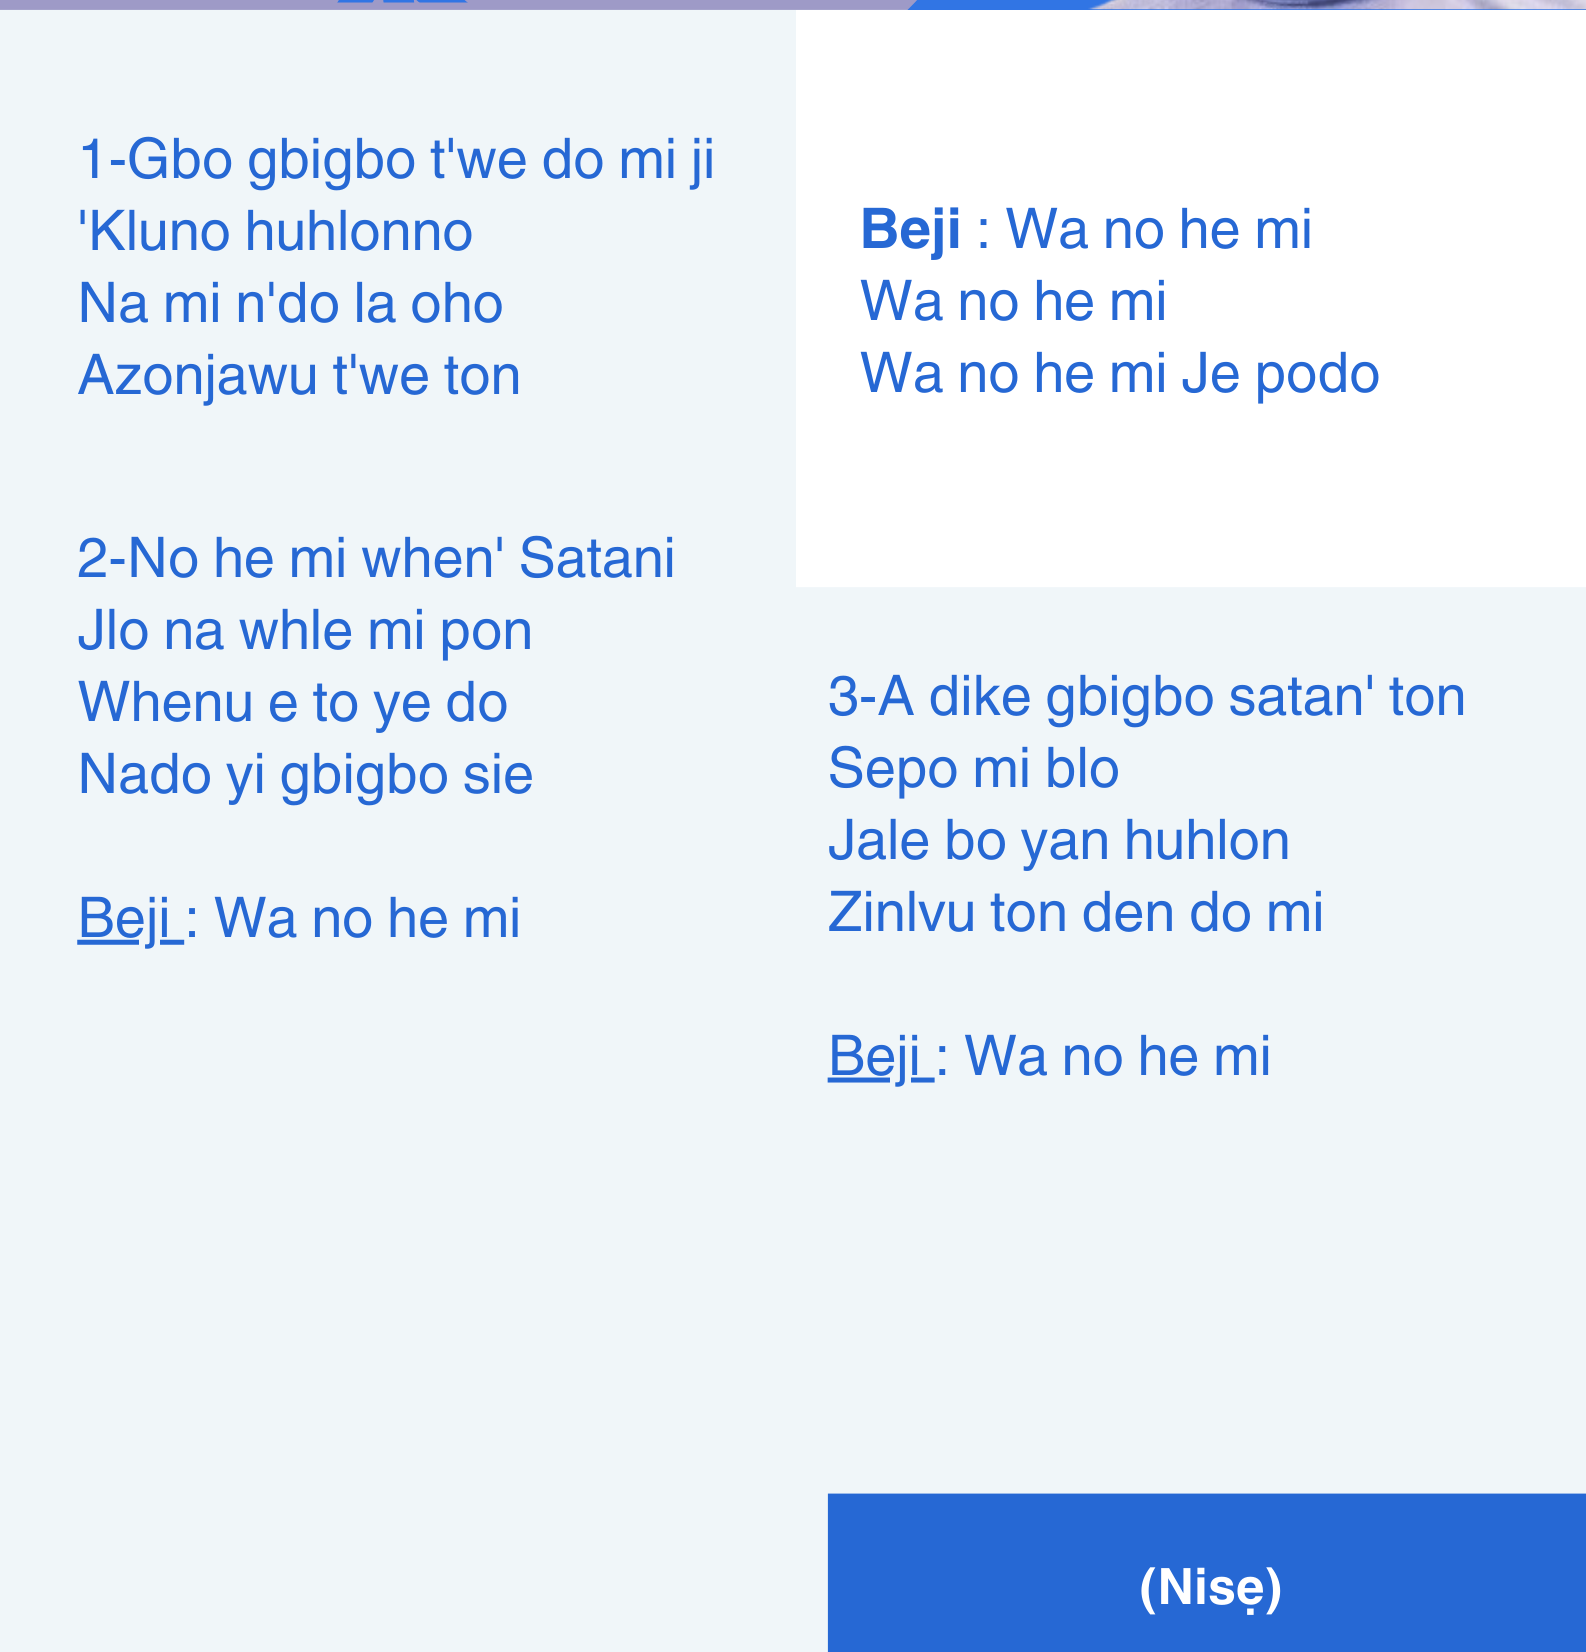 1-Gbo gbigbo t'we do mi ji
'Kluno huhlonno
Na mi n'do la oho
Azonjawu t'we ton
Beji : Wa no he mi
Wa no he mi
Wa no he mi Je podo
2-No he mi when' Satani
Jlo na whle mi pon
Whenu e to ye do
Nado yi gbigbo sie
Beji : Wa no he mi
3-A dike gbigbo satan' ton
Sepo mi blo
Jale bo yan huhlon
Zinlvu ton den do mi
Beji : Wa no he mi
(Nisẹ)